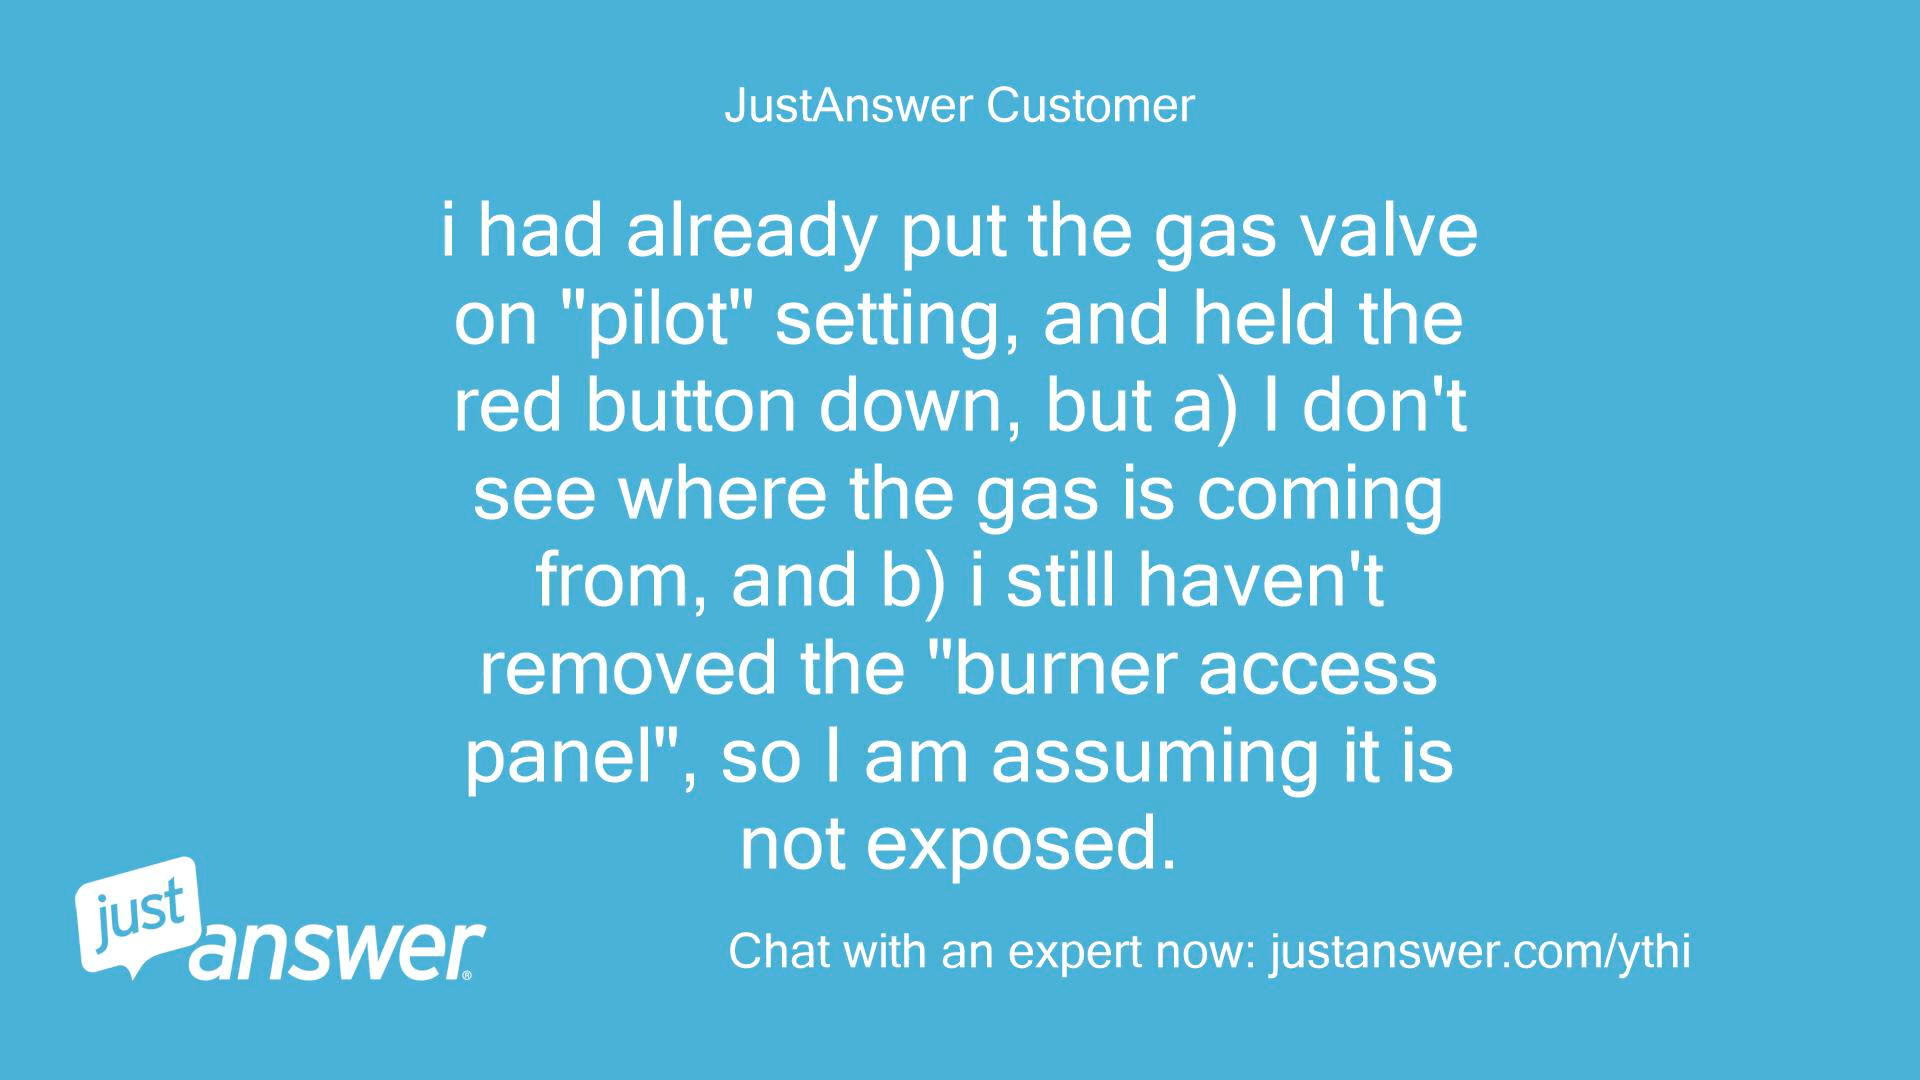 JustAnswer Customer
i had already put the gas valve
on "pilot" setting, and held the
red button down, but a) I don't
see where the gas is coming
from, and b) i still haven't
removed the "burner access
panel", so I am assuming it is
not exposed.
just
answer®
Chat with an expert now: justanswer.com/ythi